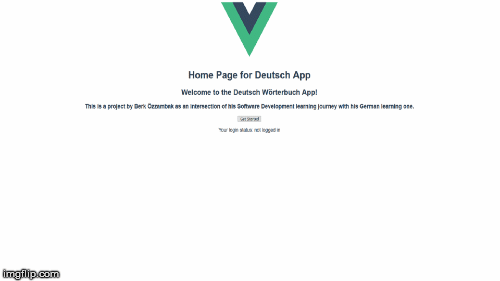 Home Page for Deutsch App
Welcome to the Deutsch Wörterbuch App!
This is a project by Berk Özzambak as an intersection of his Software Development learning journey with his German learning one.
Get Started
Your login status: not logged in
imgflip.com